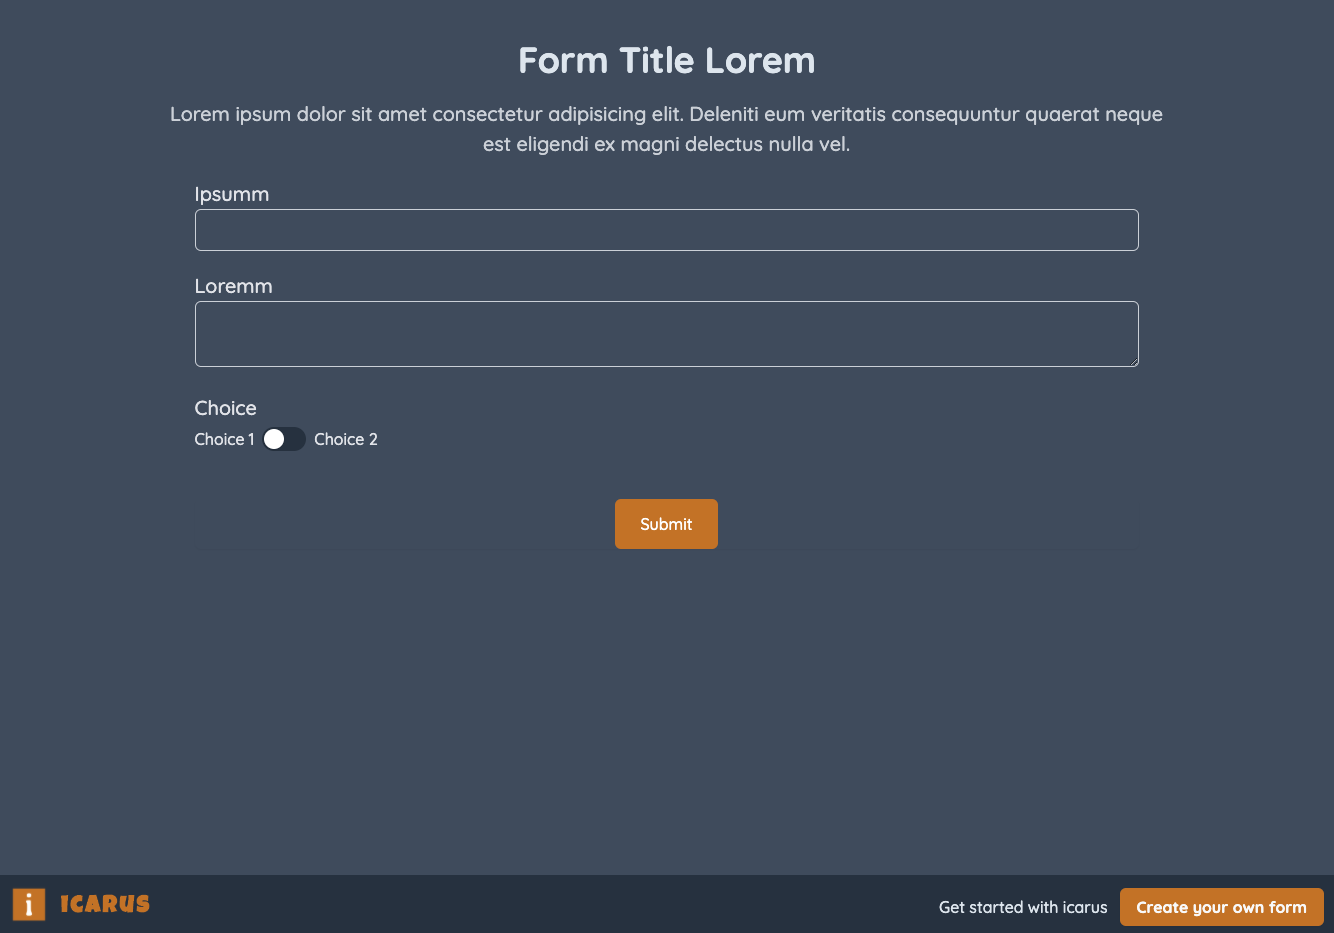 Form Title Lorem
Lorem ipsum dolor sit amet consectetur adipisicing elit. Deleniti eum veritatis consequuntur quaerat neque
est eligendi ex magni delectus nulla vel.
Ipsumm
Loremm
Choice
Choice 1 Choice 2
Submit
i ICARUS Get started with icarus Create your own form